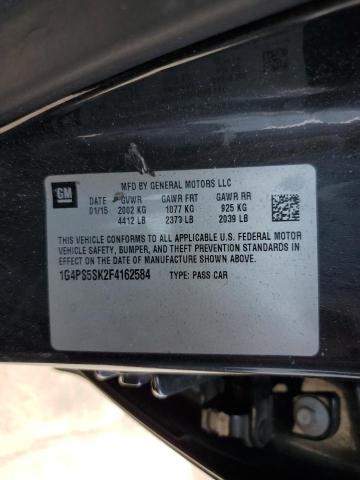 GM
MFD BY GENERAL MOTORS LLC
DATE GVWR GAWR FRT GAWR RR
01/15 2002 KG 1077 KG 925 KG
4412 LB 2373 LB 2039 LB
THIS VEHICLE CONFORMS TO ALL APPLICABLE U.S. FEDERAL MOTOR
VEHICLE SAFETY, BUMPER, AND THEFT PREVENTION STANDARDS IN
EFFECT ON THE DATE OF MANUFACTURE SHOWN ABOVE.
1G4PS5SK2F4162584 TYPE: PASS CAR